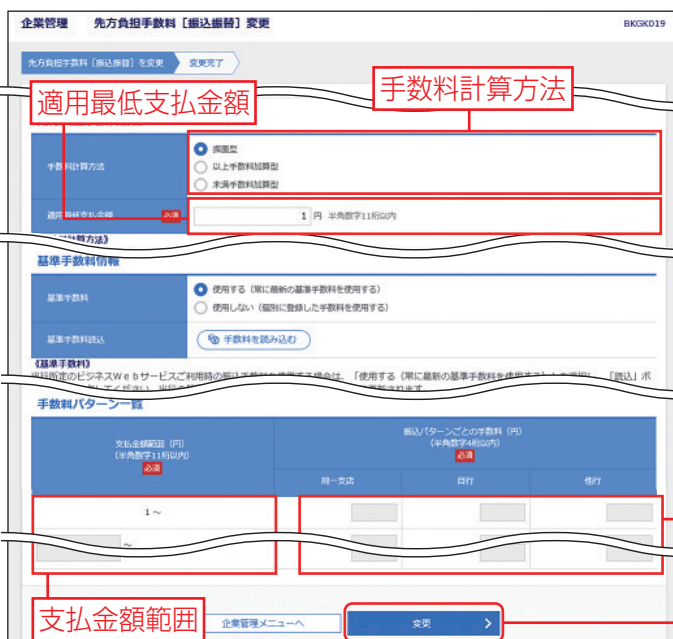 企業管理 先方負担手数料［振込振替］変更 BKGK019
先方負担手数料［振込振替］を変更 変更完了
適用最低支払金額
手数料計算方法
手数料計算方法
据置型
以上手数料加算型
未満手数料加算型
適用最低支払金額 必須 1 円 半角数字11桁以内
基準手数料情報
基準手数料
使用する（常に最新の基準手数料を使用する）
使用しない（個別に登録した手数料を使用する）
基準手数料読込 手数料を読み込む
《基準手数料》
手数料パターン一覧
支払金額範囲（円）
（半角数字11桁以内）
必須
振込パターンごとの手数料（円）
（半角数字4桁以内）
必須
同一支店 自行 他行
1 ～
～
支払金額範囲
企業管理メニューへ 変更